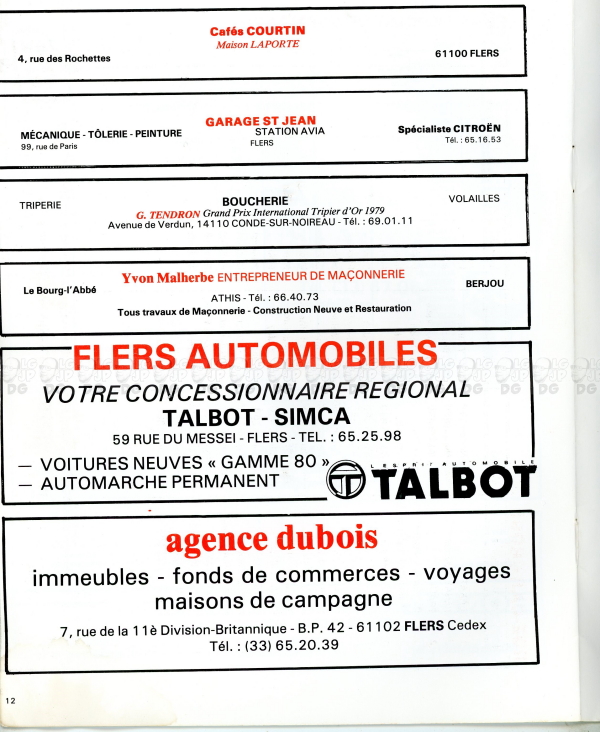 Cafés COURTIN
Maison LAPORTE
4, rue des Rochettes
61100 FLERS
GARAGE ST JEAN
MÉCANIQUE - TÔLERIE - PEINTURE
STATION AVIA
Spécialiste CITROËN
99, rue de Paris
FLERS
Tél. : 65.16.53
TRIPERIE
BOUCHERIE
VOLAILLES
G. TENDRON Grand Prix International Tripier d'Or 1979
Avenue de Verdun, 14110 CONDE-SUR-NOIREAU - Tél. : 69.01.11
Yvon Malherbe ENTREPRENEUR DE MAÇONNERIE
Le Bourg-l'Abbé
BERJOU
ATHIS - Tél. : 66.40.73
Tous travaux de Maçonnerie - Construction Neuve et Restauration
FLERS AUTOMOBILES
VOTRE CONCESSIONNAIRE REGIONAL
TALBOT - SIMCA
59 RUE DU MESSEI - FLERS - TEL. : 65.25.98
— VOITURES NEUVES « GAMME 80 »
— AUTOMARCHE PERMANENT
L'ESPRIT AUTOMOBILE
TALBOT
agence dubois
immeubles - fonds de commerces - voyages
maisons de campagne
7, rue de la 11è Division-Britannique - B.P. 42 - 61102 FLERS Cedex
Tél. : (33) 65.20.39
12